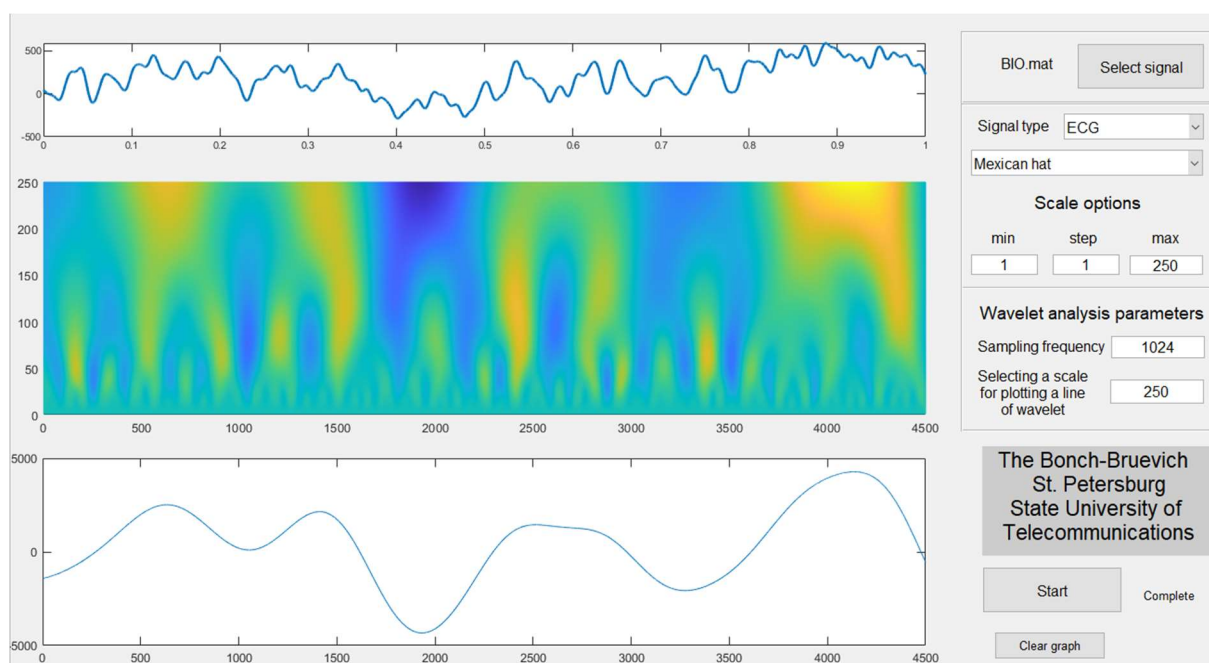 500
0
-500
0
0.1
0.2
0.3
0.4
0.5
0.6
0.7
0.8
0.9
1
250
200
150
100
50
0
0
500
1000
1500
2000
2500
3000
3500
4000
4500
5000
0
-5000
0
500
1000
1500
2000
2500
3000
3500
4000
4500
BIO.mat
Select signal
Signal type
ECG
Mexican hat
Scale options
min step max
1 1 250
Wavelet analysis parameters
Sampling frequency 1024
Selecting a scale
for plotting a line
of wavelet
250
The Bonch-Bruevich
St. Petersburg
State University of
Telecommunications
Start
Complete
Clear graph